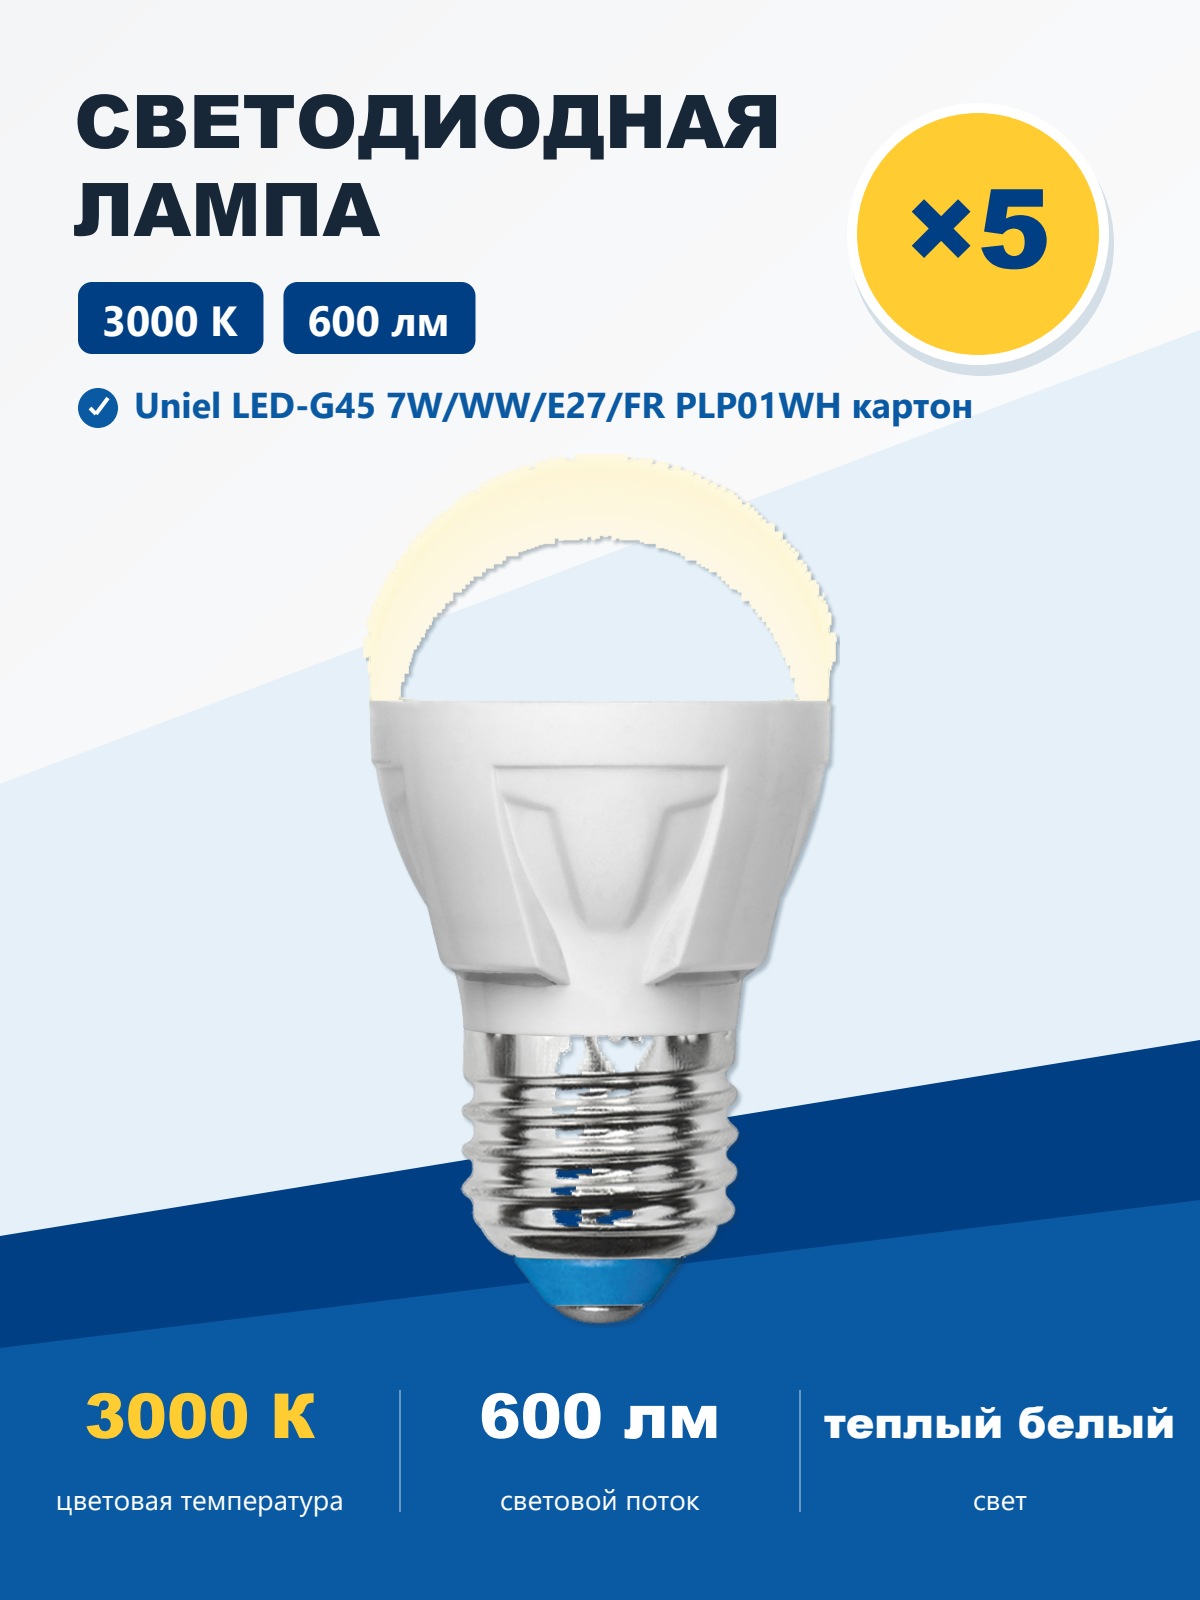 СВЕТОДИОДНАЯ
ЛАМПА
×5
3000 К 600 лм
Uniel LED-G45 7W/WW/E27/FR PLP01WH картон
3000 К 600 лм теплый белый
цветовая температура световой поток свет